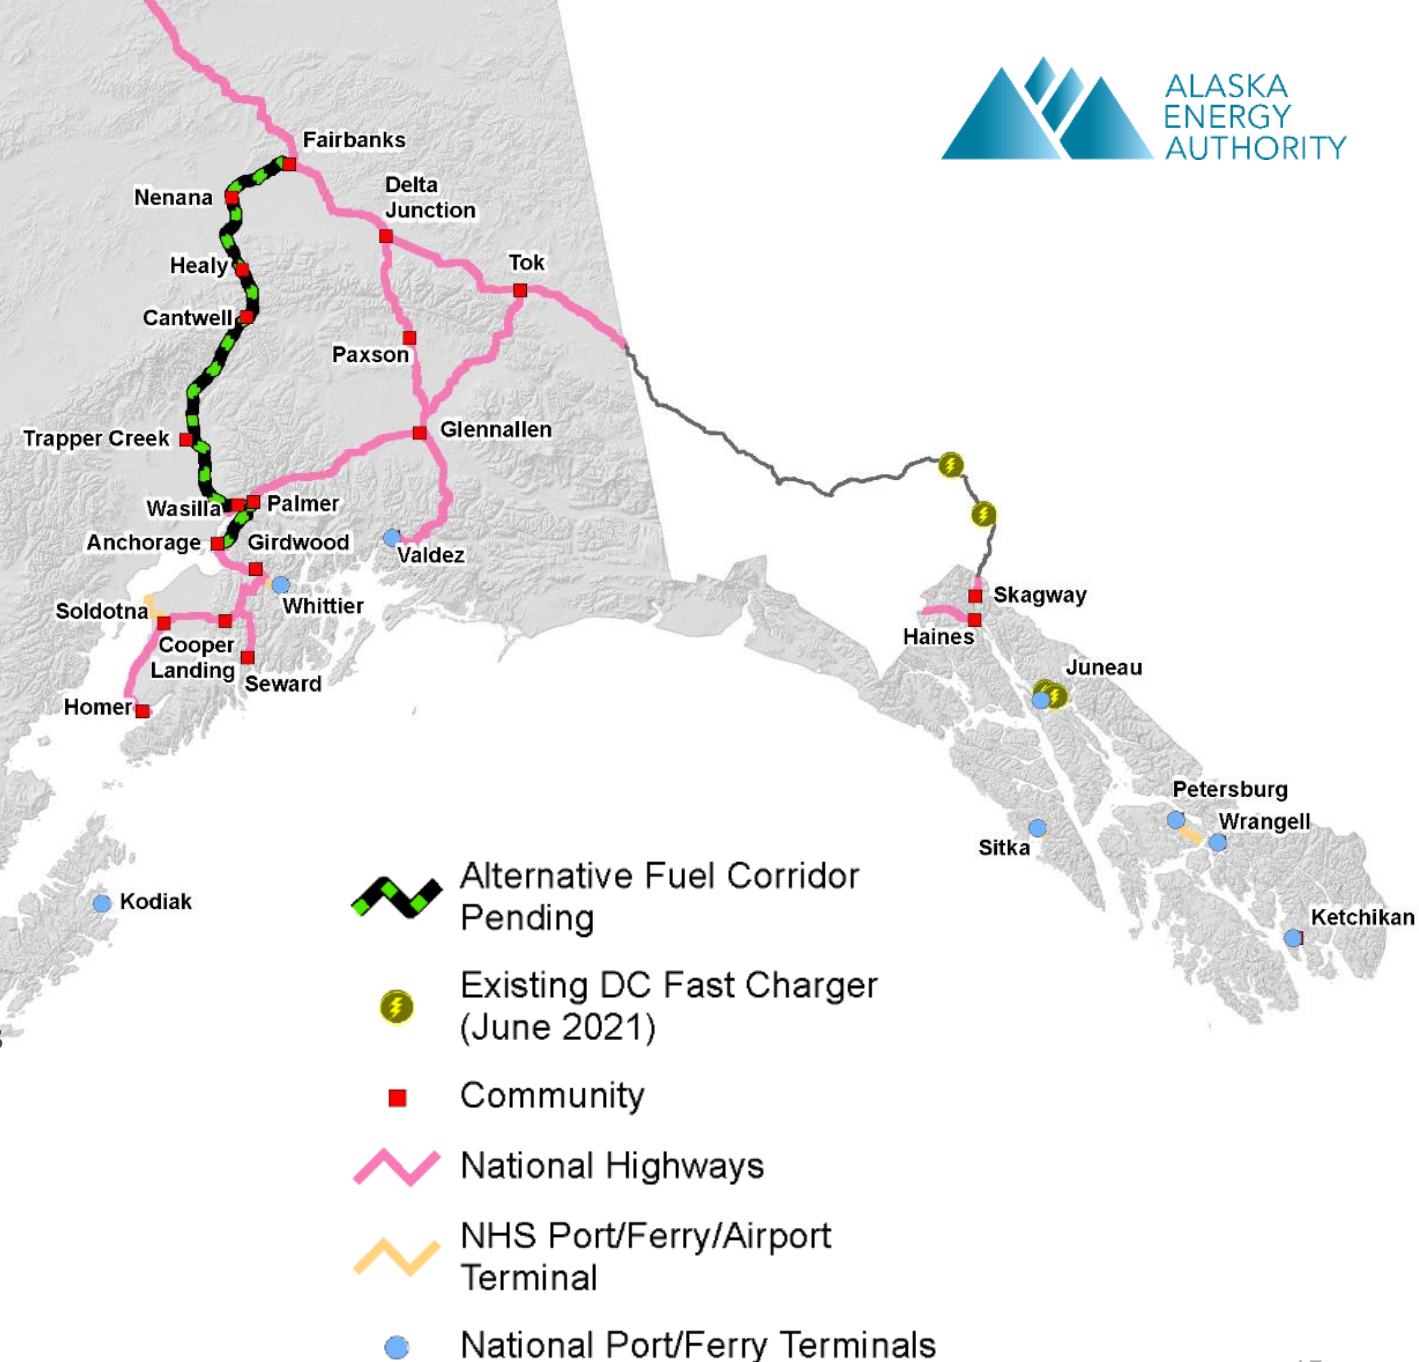 ALASKA
ENERGY
AUTHORITY
Fairbanks
Delta
Junction
Nenana
Healy
Tok
Cantwell
Paxson
Trapper Creek
Glennallen
Wasilla
Palmer
Anchorage
Girdwood
Valdez
Soldotna
Whittier
Cooper
Landing
Seward
Homer
Skagway
Haines
Juneau
Petersburg
Wrangell
Sitka
Kodiak
Ketchikan
Alternative Fuel Corridor
Pending
Existing DC Fast Charger
(June 2021)
Community
National Highways
NHS Port/Ferry/Airport
Terminal
National Port/Ferry Terminals